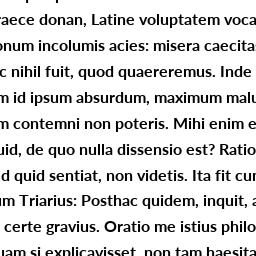 raece donan, Latine voluptatem voca
onum incolumis acies: misera caecita
c nihil fuit, quod quaereremus. Inde
m id ipsum absurdum, maximum malu
m contemni non poteris. Mihi enim e
uid, de quo nulla dissensio est? Ratio
d quid sentiat, non videtis. Ita fit cur
um Triarius: Posthac quidem, inquit, a
certe gravius. Oratio me istius philo
uam si explicavisset, non tam haesita